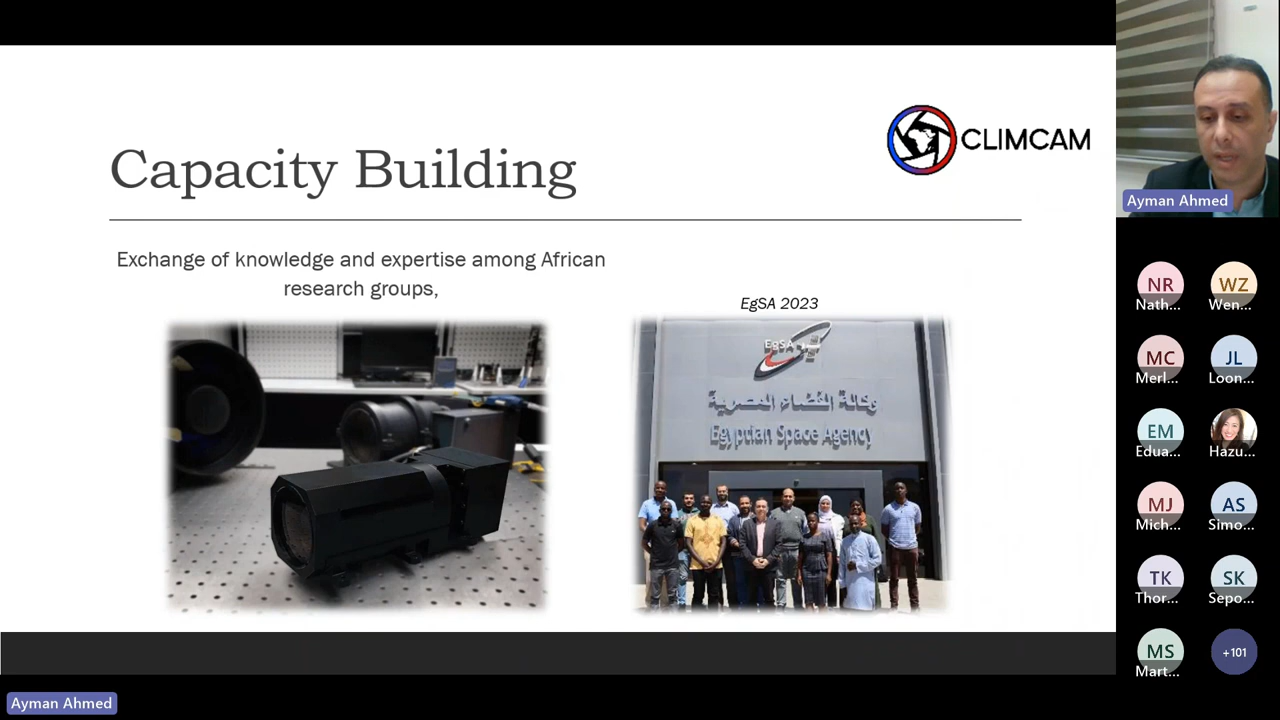 CLIMCAM
Capacity Building
Exchange of knowledge and expertise among African
research groups,
EgSA 2023
EgSA
وكالة الفضاء المصرية
Egyptian Space Agency
Ayman Ahmed
NR
Nath...
WZ
Wen...
MC
Merl...
JL
Loon...
EM
Edua...
Hazu...
MJ
Mich...
AS
Simo...
TK
Thor...
SK
Sepo...
MS
Mart...
+101
Ayman Ahmed